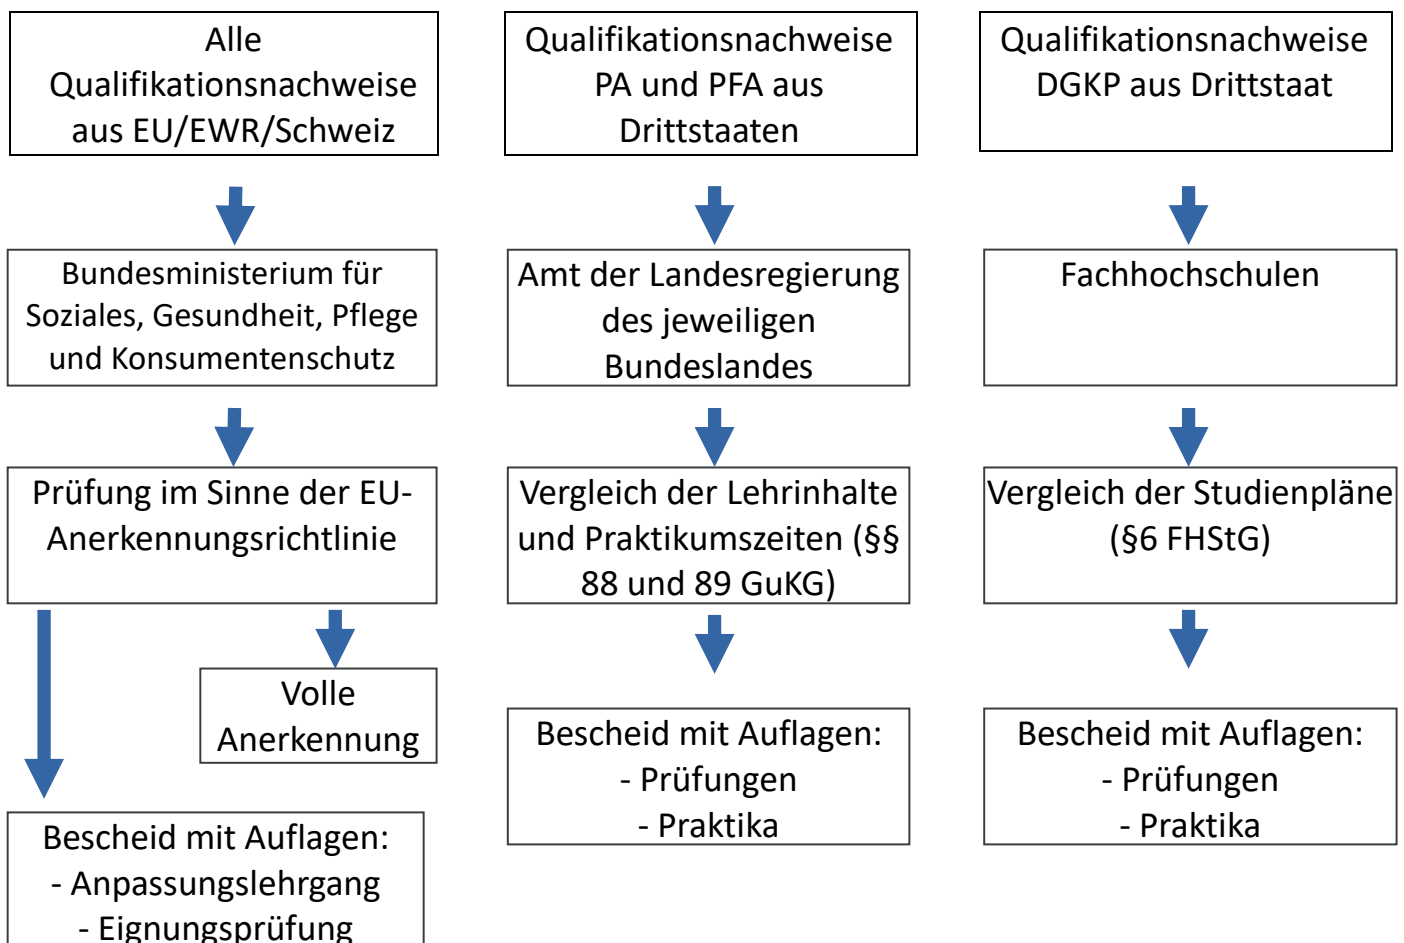 Alle
Qualifikationsnachweise
aus EU/EWR/Schweiz
Bundesministerium für
Soziales, Gesundheit, Pflege
und Konsumentenschutz
Prüfung im Sinne der EU-
Anerkennungsrichtlinie
Volle
Anerkennung
Bescheid mit Auflagen:
- Anpassungslehrgang
- Eignungsprüfung
Qualifikationsnachweise
PA und PFA aus
Drittstaaten
Amt der Landesregierung
des jeweiligen
Bundeslandes
Vergleich der Lehrinhalte
und Praktikumszeiten (§§
88 und 89 GuKG)
Bescheid mit Auflagen:
- Prüfungen
- Praktika
Qualifikationsnachweise
DGKP aus Drittstaat
Fachhochschulen
Vergleich der Studienpläne
(§6 FHStG)
Bescheid mit Auflagen:
- Prüfungen
- Praktika